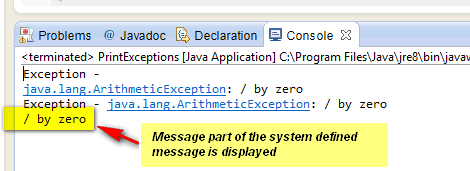 Problems @ Javadoc Declaration Console
<terminated> PrintExceptions [Java Application] C:\Program Files\Java\jre8\bin\javaw
Exception -
java.lang.ArithmeticException: / by zero
Exception - java.lang.ArithmeticException: / by zero
/ by zero
Message part of the system defined
message is displayed